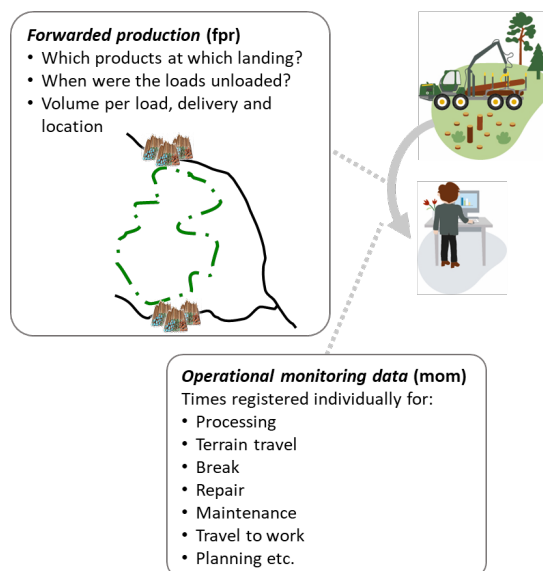 Forwarded production (fpr)
• Which products at which landing?
• When were the loads unloaded?
• Volume per load, delivery and
location
Operational monitoring data (mom)
Times registered individually for:
• Processing
• Terrain travel
• Break
• Repair
• Maintenance
• Travel to work
• Planning etc.